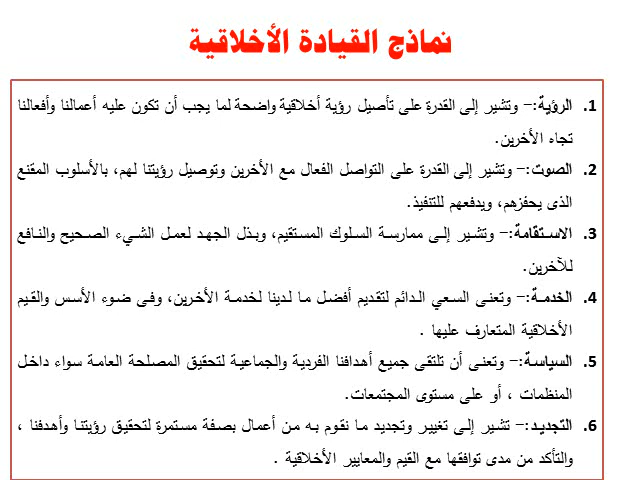 نماذج القيادة الأخلاقية
1. الرؤية:– وتشير إلى القدرة على تأصيل رؤية أخلاقية واضحة لما يجب أن تكون عليه أعمالنا وأفعالنا
تجاه الأخرين.
2. الصوت:– وتشير إلى القدرة على التواصل الفعال مع الأخرين وتوصيل رؤيتنا لهم، بالأسلوب المقنع
الذى يحفزهم، ويدفعهم للتنفيذ.
3. الاستقامة:– وتشير إلى ممارسة السلوك المستقيم، وبذل الجهد لعمل الشيء الصحيح والنافع
للآخرين.
4. الخدمة:– وتعنى السعي الدائم لتقديم أفضل ما لدينا لخدمة الأخرين، وفى ضوء الأسس والقيم
الأخلاقية المتعارف عليها .
5. السياسة:– وتعنى أن تلتقى جميع أهدافنا الفردية والجماعية لتحقيق المصلحة العامة سواء داخل
المنظمات ، أو على مستوى المجتمعات.
6. التجديد:– تشير إلى تغيير وتجديد ما نقوم به من أعمال بصفة مستمرة لتحقيق رؤيتنا وأهدفنا ،
والتأكد من مدى توافقها مع القيم والمعايير الأخلاقية .